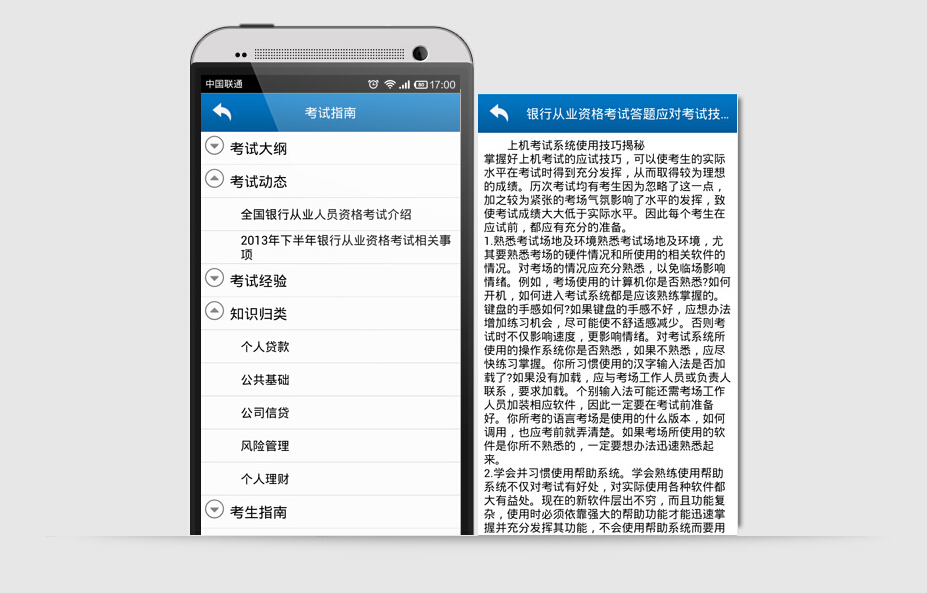 中国联通
80
17:00
考试指南
考试大纲
考试动态
全国银行从业人员资格考试介绍
2013年下半年银行从业资格考试相关事
项
考试经验
知识归类
个人贷款
公共基础
公司信贷
风险管理
个人理财
考生指南
银行从业资格考试答题应对考试技...
上机考试系统使用技巧揭秘
掌握好上机考试的应试技巧，可以使考生的实际
水平在考试时得到充分发挥，从而取得较为理想
的成绩。历次考试均有考生因为忽略了这一点，
加之较为紧张的考场气氛影响了水平的发挥，致
使考试成绩大大低于实际水平。因此每个考生在
应试前，都应有充分的准备。
1.熟悉考试场地及环境熟悉考试场地及环境，尤
其要熟悉考场的硬件情况和所使用的相关软件的
情况。对考场的情况应充分熟悉，以免临场影响
情绪。例如，考场使用的计算机你是否熟悉?如何
开机，如何进入考试系统都是应该熟练掌握的。
键盘的手感如何?如果键盘的手感不好，应想办法
增加练习机会，尽可能使不舒适感减少。否则考
试时不仅影响速度，更影响情绪。对考试系统所
使用的操作系统你是否熟悉，如果不熟悉，应尽
快练习掌握。你所习惯使用的汉字输入法是否加
载了?如果没有加载，应与考场工作人员或负责人
联系，要求加载。个别输入法可能还需考场工作
人员加装相应软件，因此一定要在考试前准备
好。你所考的语言考场是使用的什么版本，如何
调用，也应考前就弄清楚。如果考场所使用的软
件是你所不熟悉的，一定要想办法迅速熟悉起
来。
2.学会并习惯使用帮助系统。学会熟练使用帮助
系统不仅对考试有好处，对实际使用各种软件都
大有益处。现在的新软件层出不穷，而且功能复
杂，使用时必须依靠强大的帮助功能才能迅速掌
握并充分发挥其功能，不会使用帮助系统而要用